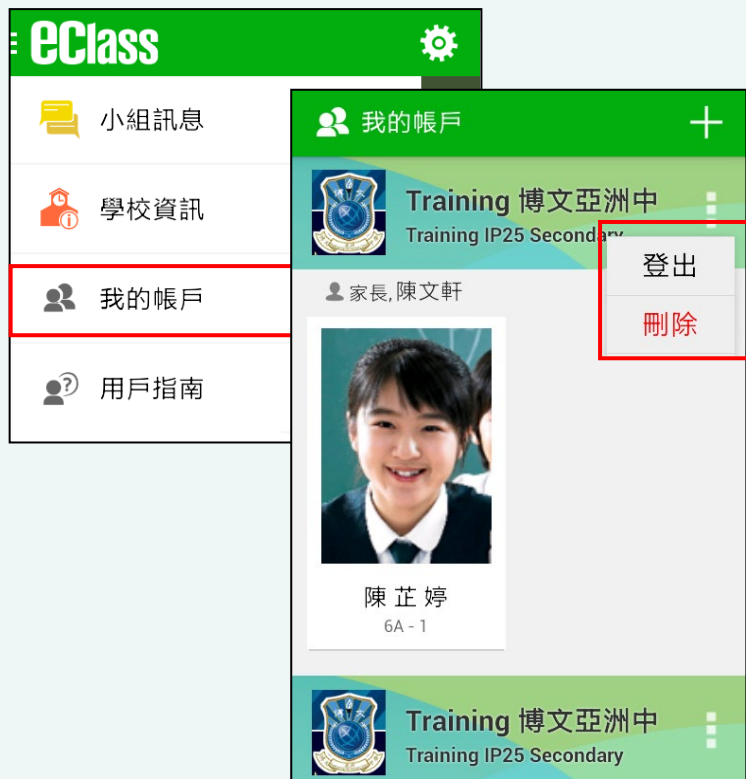 eClass
小組訊息
學校資訊
我的帳戶
用戶指南
我的帳戶
Training 博文亞洲中
Training IP25 Secondary
登出
刪除
家長,陳文軒
陳芷婷
6A - 1
Training 博文亞洲中
Training IP25 Secondary